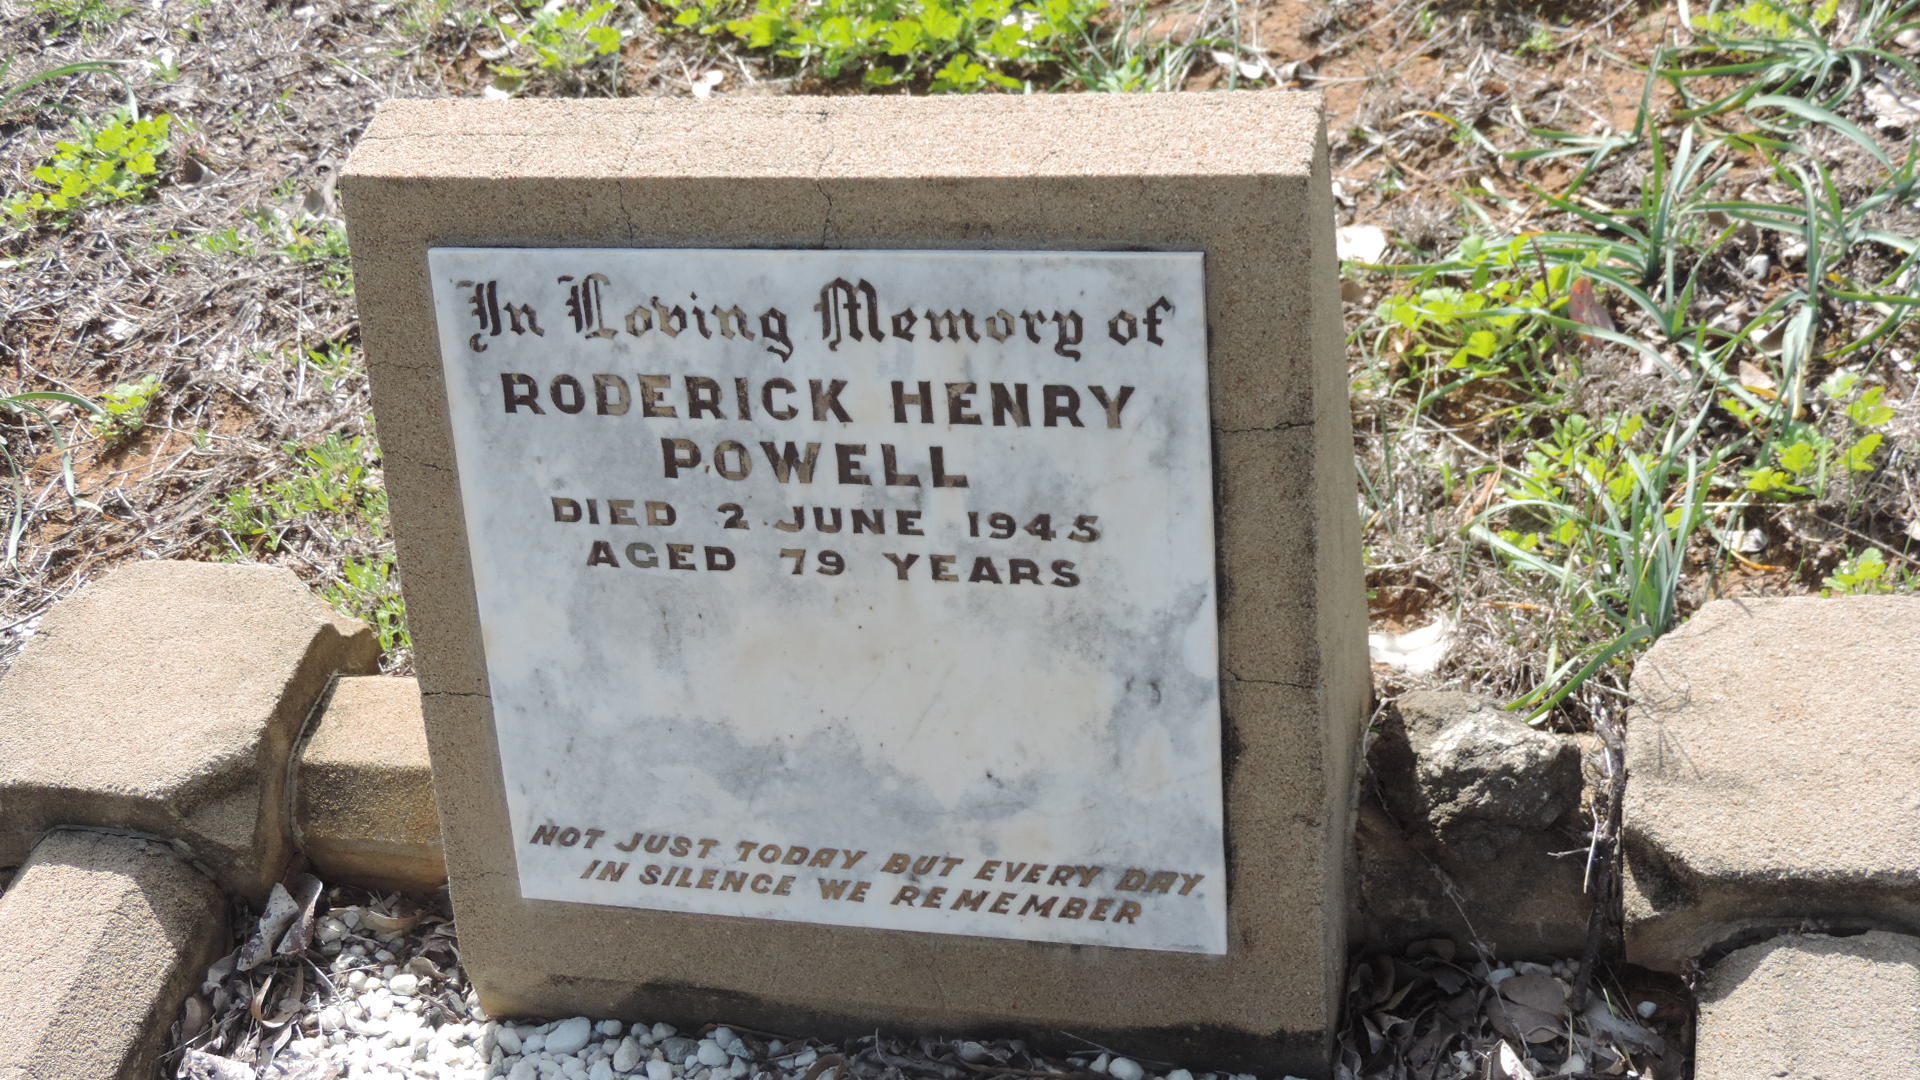 In Loving Memory of
RODERICK HENRY
POWELL
DIED 2 JUNE 1945
AGED 79 YEARS
NOT JUST TODAY BUT EVERY DAY
IN SILENCE WE REMEMBER